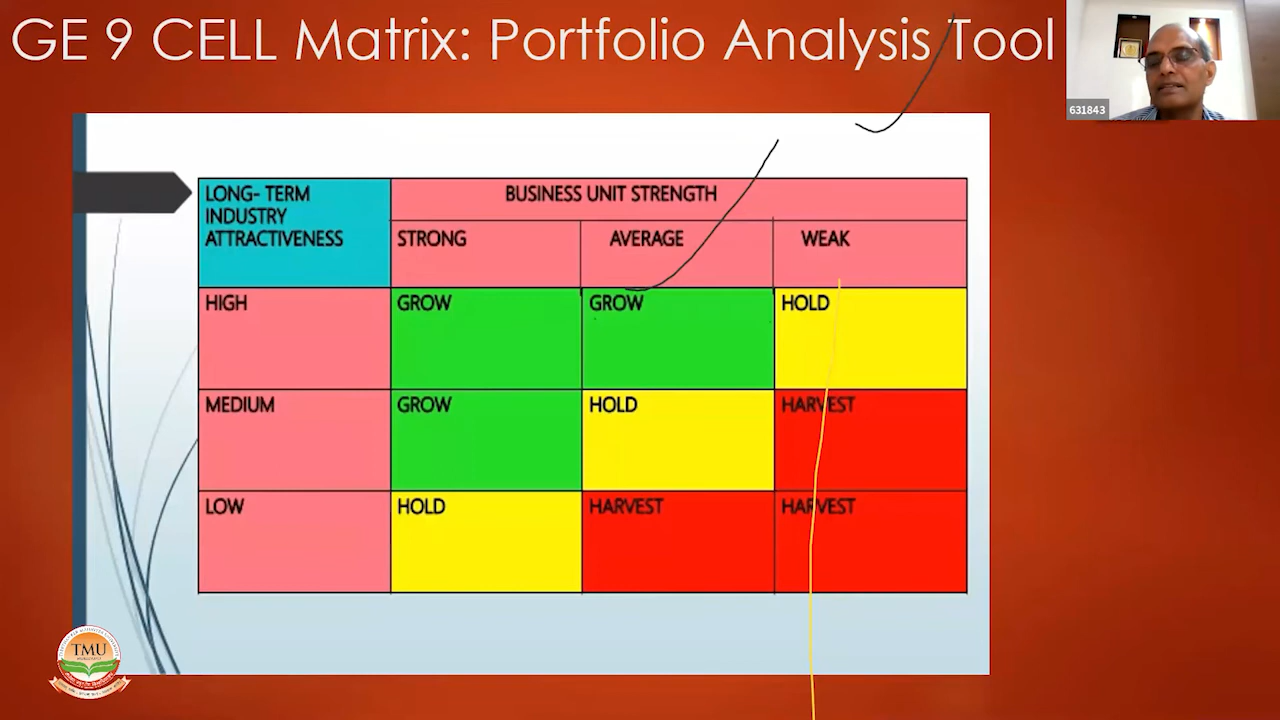 GE 9 CELL Matrix: Portfolio Analysis Tool
631843
LONG- TERM
INDUSTRY
ATTRACTIVENESS
BUSINESS UNIT STRENGTH
STRONG AVERAGE WEAK
HIGH GROW GROW HOLD
MEDIUM GROW HOLD HARVEST
LOW HOLD HARVEST HARVEST
TMU